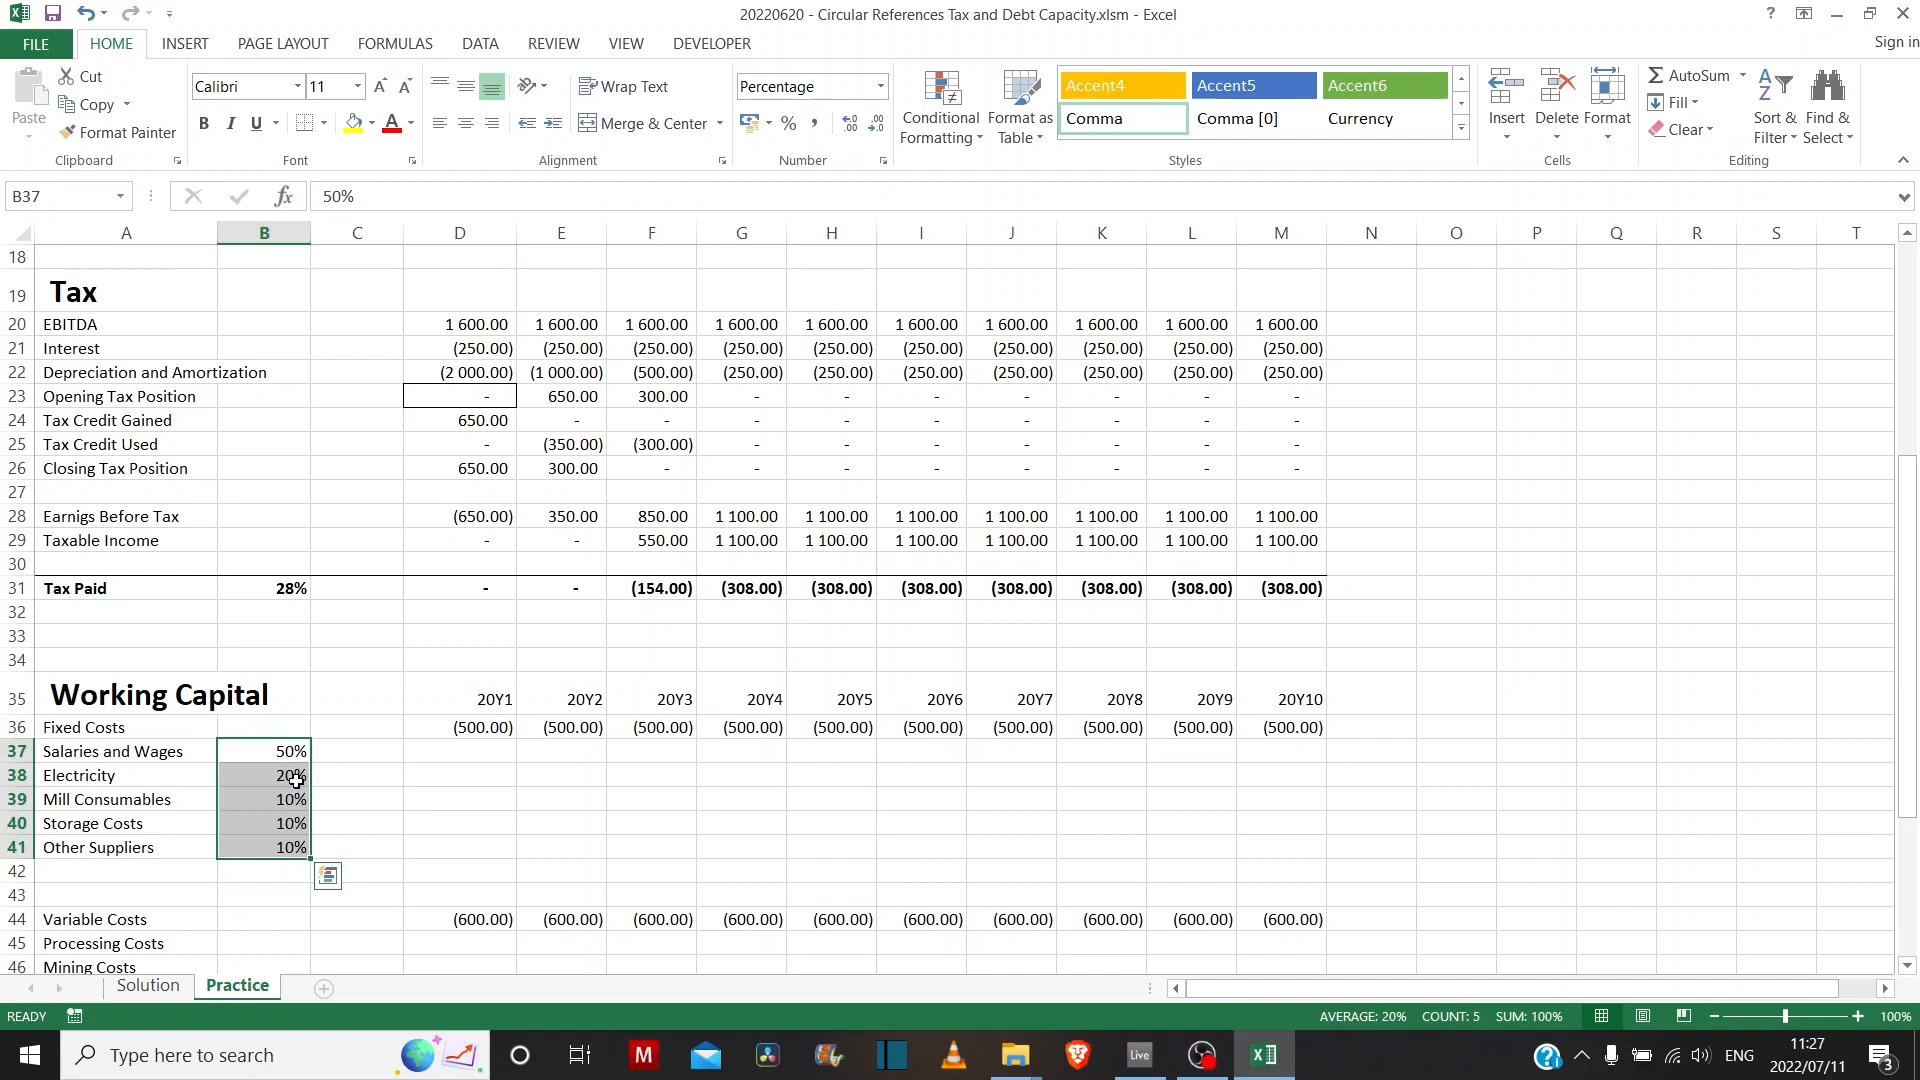 20220620 - Circular References Tax and Debt Capacity.xlsm - Excel
FILE HOME INSERT PAGE LAYOUT FORMULAS DATA REVIEW VIEW DEVELOPER Sign in
Paste Cut Copy Format Painter Clipboard
Calibri 11 B I U A Font
Wrap Text Merge & Center Alignment
Percentage % Number
Conditional Formatting Format as Table
Accent4 Accent5 Accent6
Comma Comma [0] Currency
Styles
Insert Delete Format Cells
AutoSum Fill Clear Sort & Filter Find & Select Editing
B37 fx 50%
A B C D E F G H I J K L M N O P Q R S T
18
19 Tax
20 EBITDA 1 600.00 1 600.00 1 600.00 1 600.00 1 600.00 1 600.00 1 600.00 1 600.00 1 600.00 1 600.00
21 Interest (250.00) (250.00) (250.00) (250.00) (250.00) (250.00) (250.00) (250.00) (250.00) (250.00)
22 Depreciation and Amortization (2 000.00) (1 000.00) (500.00) (250.00) (250.00) (250.00) (250.00) (250.00) (250.00) (250.00)
23 Opening Tax Position - 650.00 300.00 - - - - - - -
24 Tax Credit Gained 650.00 - - - - - - - - -
25 Tax Credit Used - (350.00) (300.00) - - - - - - -
26 Closing Tax Position 650.00 300.00 - - - - - - - -
27
28 Earnigs Before Tax (650.00) 350.00 850.00 1 100.00 1 100.00 1 100.00 1 100.00 1 100.00 1 100.00 1 100.00
29 Taxable Income - - 550.00 1 100.00 1 100.00 1 100.00 1 100.00 1 100.00 1 100.00 1 100.00
30
31 Tax Paid 28% - - (154.00) (308.00) (308.00) (308.00) (308.00) (308.00) (308.00) (308.00)
32
33
34
35 Working Capital 20Y1 20Y2 20Y3 20Y4 20Y5 20Y6 20Y7 20Y8 20Y9 20Y10
36 Fixed Costs (500.00) (500.00) (500.00) (500.00) (500.00) (500.00) (500.00) (500.00) (500.00) (500.00)
37 Salaries and Wages 50%
38 Electricity 20%
39 Mill Consumables 10%
40 Storage Costs 10%
41 Other Suppliers 10%
42
43
44 Variable Costs (600.00) (600.00) (600.00) (600.00) (600.00) (600.00) (600.00) (600.00) (600.00) (600.00)
45 Processing Costs
46 Mining Costs
Solution Practice
READY AVERAGE: 20% COUNT: 5 SUM: 100% 100%
Type here to search M Live ENG 11:27
2022/07/11 3